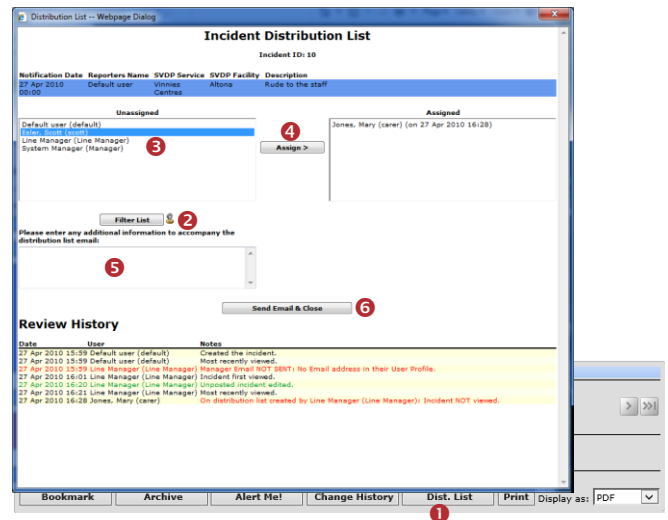 Distribution List -- Webpage Dialog
Incident Distribution List
Incident ID: 10
Notification Date Reporters Name SVDP Service SVDP Facility Description
27 Apr 2010 00:00 Default user Vinnies Centres Altona Rude to the staff
Unassigned
Assigned
Default user (default)
Esler, Scott (scott)
Line Manager (Line Manager)
System Manager (Manager)
3
4
Assign >
Jones, Mary (carer) (on 27 Apr 2010 16:28)
Filter List
2
Please enter any additional information to accompany the
distribution list email:
5
Send Email & Close
6
Review History
Date User Notes
27 Apr 2010 15:59 Default user (default) Created the incident.
27 Apr 2010 15:59 Default user (default) Most recently viewed.
27 Apr 2010 15:59 Line Manager (Line Manager) Manager Email NOT SENT: No Email address in their User Profile.
27 Apr 2010 16:01 Line Manager (Line Manager) Incident first viewed.
27 Apr 2010 16:20 Line Manager (Line Manager) Unposted incident edited.
27 Apr 2010 16:21 Line Manager (Line Manager) Most recently viewed.
27 Apr 2010 16:28 Jones, Mary (carer) On distribution list created by Line Manager (Line Manager): Incident NOT viewed.
Bookmark Archive Alert Me! Change History Dist. List Print Display as: PDF
1